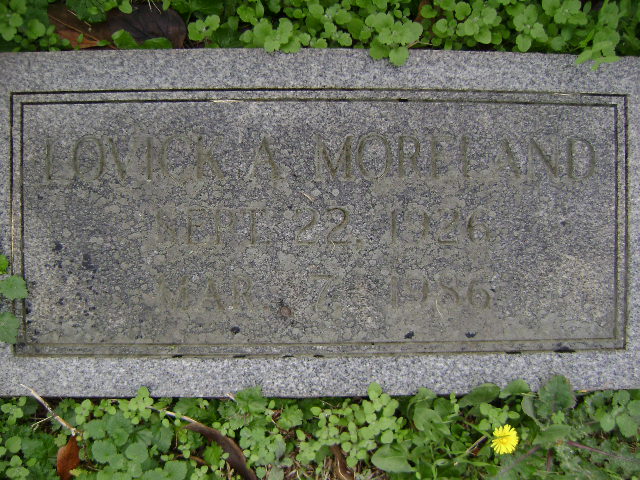 LOVICK A. MORELAND
SEPT. 22, 1926
MAR. 7, 1986